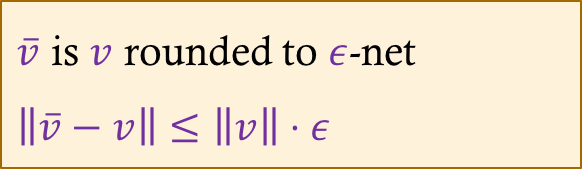 v̄ is v rounded to ϵ-net
‖v̄ − v‖ ≤ ‖v‖ · ϵ